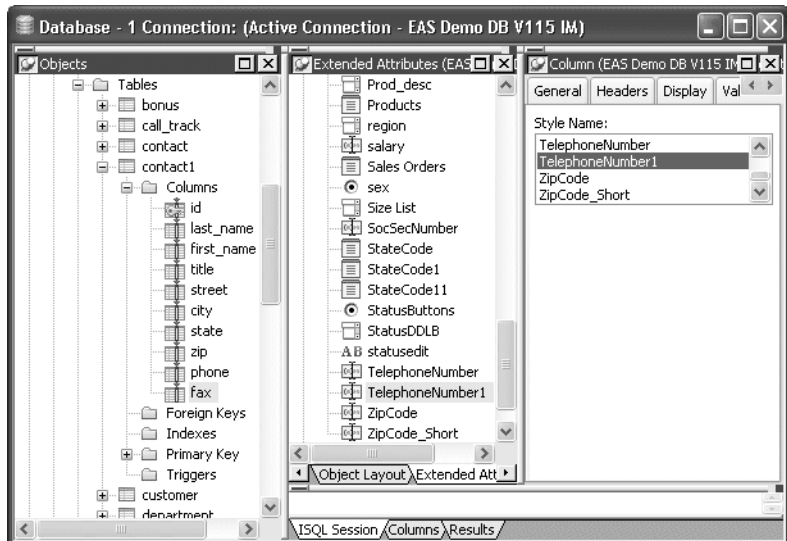 Database - 1 Connection: (Active Connection - EAS Demo DB V115 IM)
Objects
Tables
bonus
call_track
contact
contact1
Columns
id
last_name
first_name
title
street
city
state
zip
phone
fax
Foreign Keys
Indexes
Primary Key
Triggers
customer
department
Extended Attributes (EAS
Prod_desc
Products
region
salary
Sales Orders
sex
Size List
SocSecNumber
StateCode
StateCode1
StateCode11
StatusButtons
StatusDDLB
AB statusedit
TelephoneNumber
TelephoneNumber1
ZipCode
ZipCode_Short
Object Layout Extended Att
Column (EAS Demo DB V115 IM
General Headers Display Val
Style Name:
TelephoneNumber
TelephoneNumber1
ZipCode
ZipCode_Short
ISQL Session Columns Results